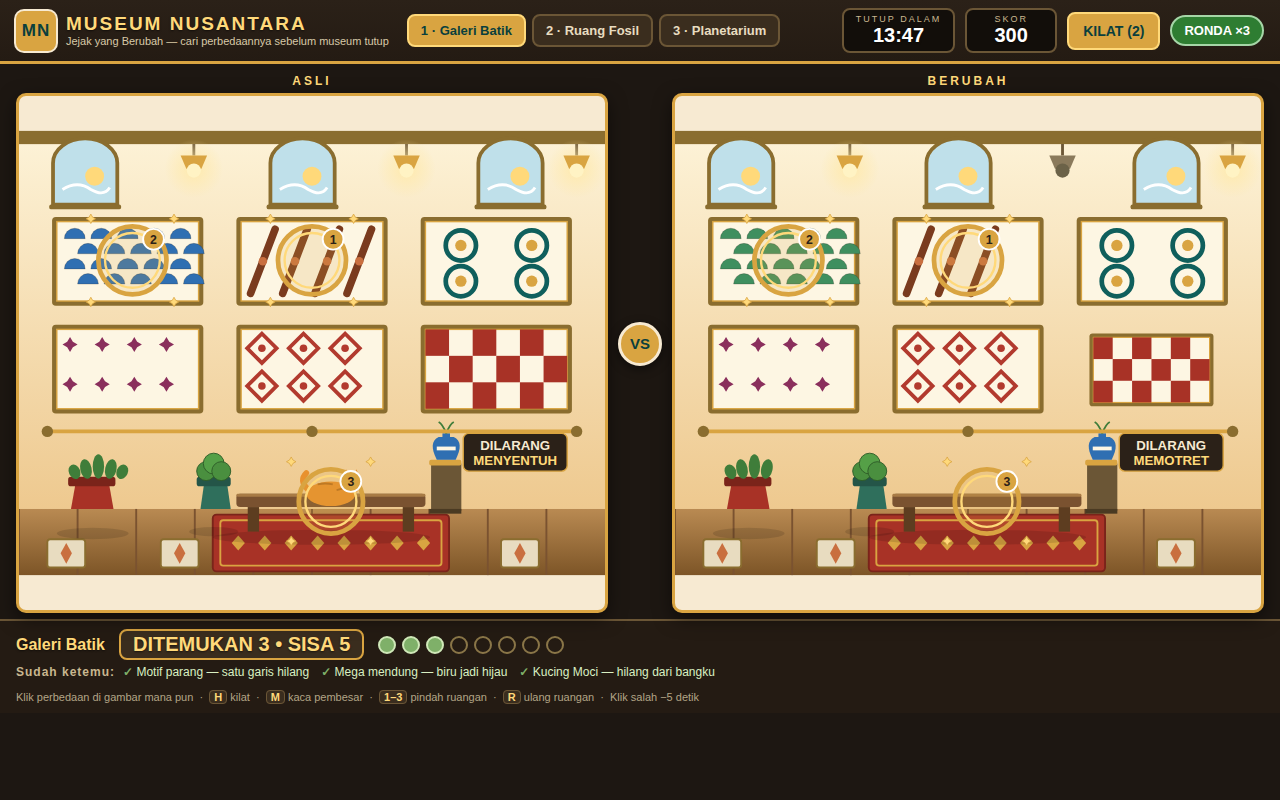 MN
MUSEUM NUSANTARA
Jejak yang Berubah — cari perbedaannya sebelum museum tutup
1 · Galeri Batik
2 · Ruang Fosil
3 · Planetarium
TUTUP DALAM
13:47
SKOR
300
KILAT (2)
RONDA ×3
ASLI
BERUBAH
2
1
2
1
VS
DILARANG
MENYENTUH
DILARANG
MEMOTRET
3
3
Galeri Batik
DITEMUKAN 3 • SISA 5
Sudah ketemu: ✓ Motif parang — satu garis hilang ✓ Mega mendung — biru jadi hijau ✓ Kucing Moci — hilang dari bangku
Klik perbedaan di gambar mana pun · H kilat · M kaca pembesar · 1–3 pindah ruangan · R ulang ruangan · Klik salah −5 detik